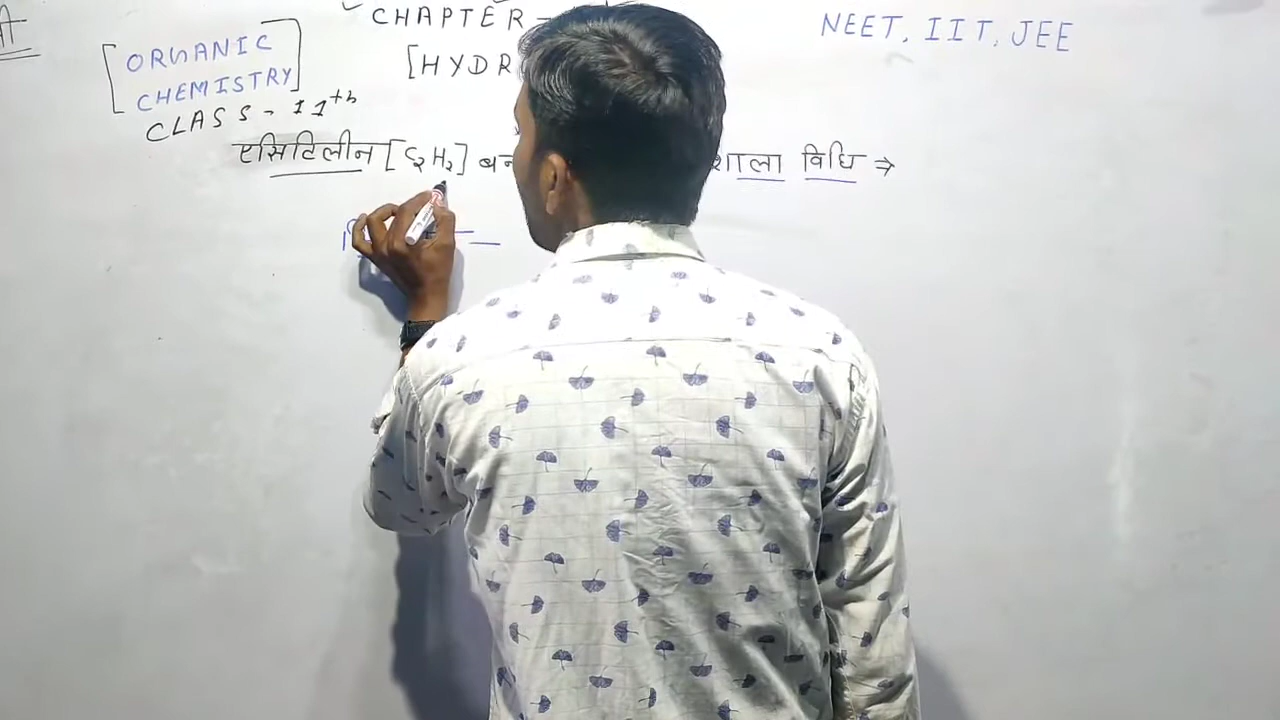 CHAPTER -
NEET, IIT, JEE
[ORGANIC
CHEMISTRY]
[HYDR
CLASS - 11th
एसिटिलीन [C2H2] बन शाला विधि ⇒